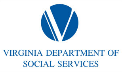 VIRGINIA DEPARTMENT OF
SOCIAL SERVICES